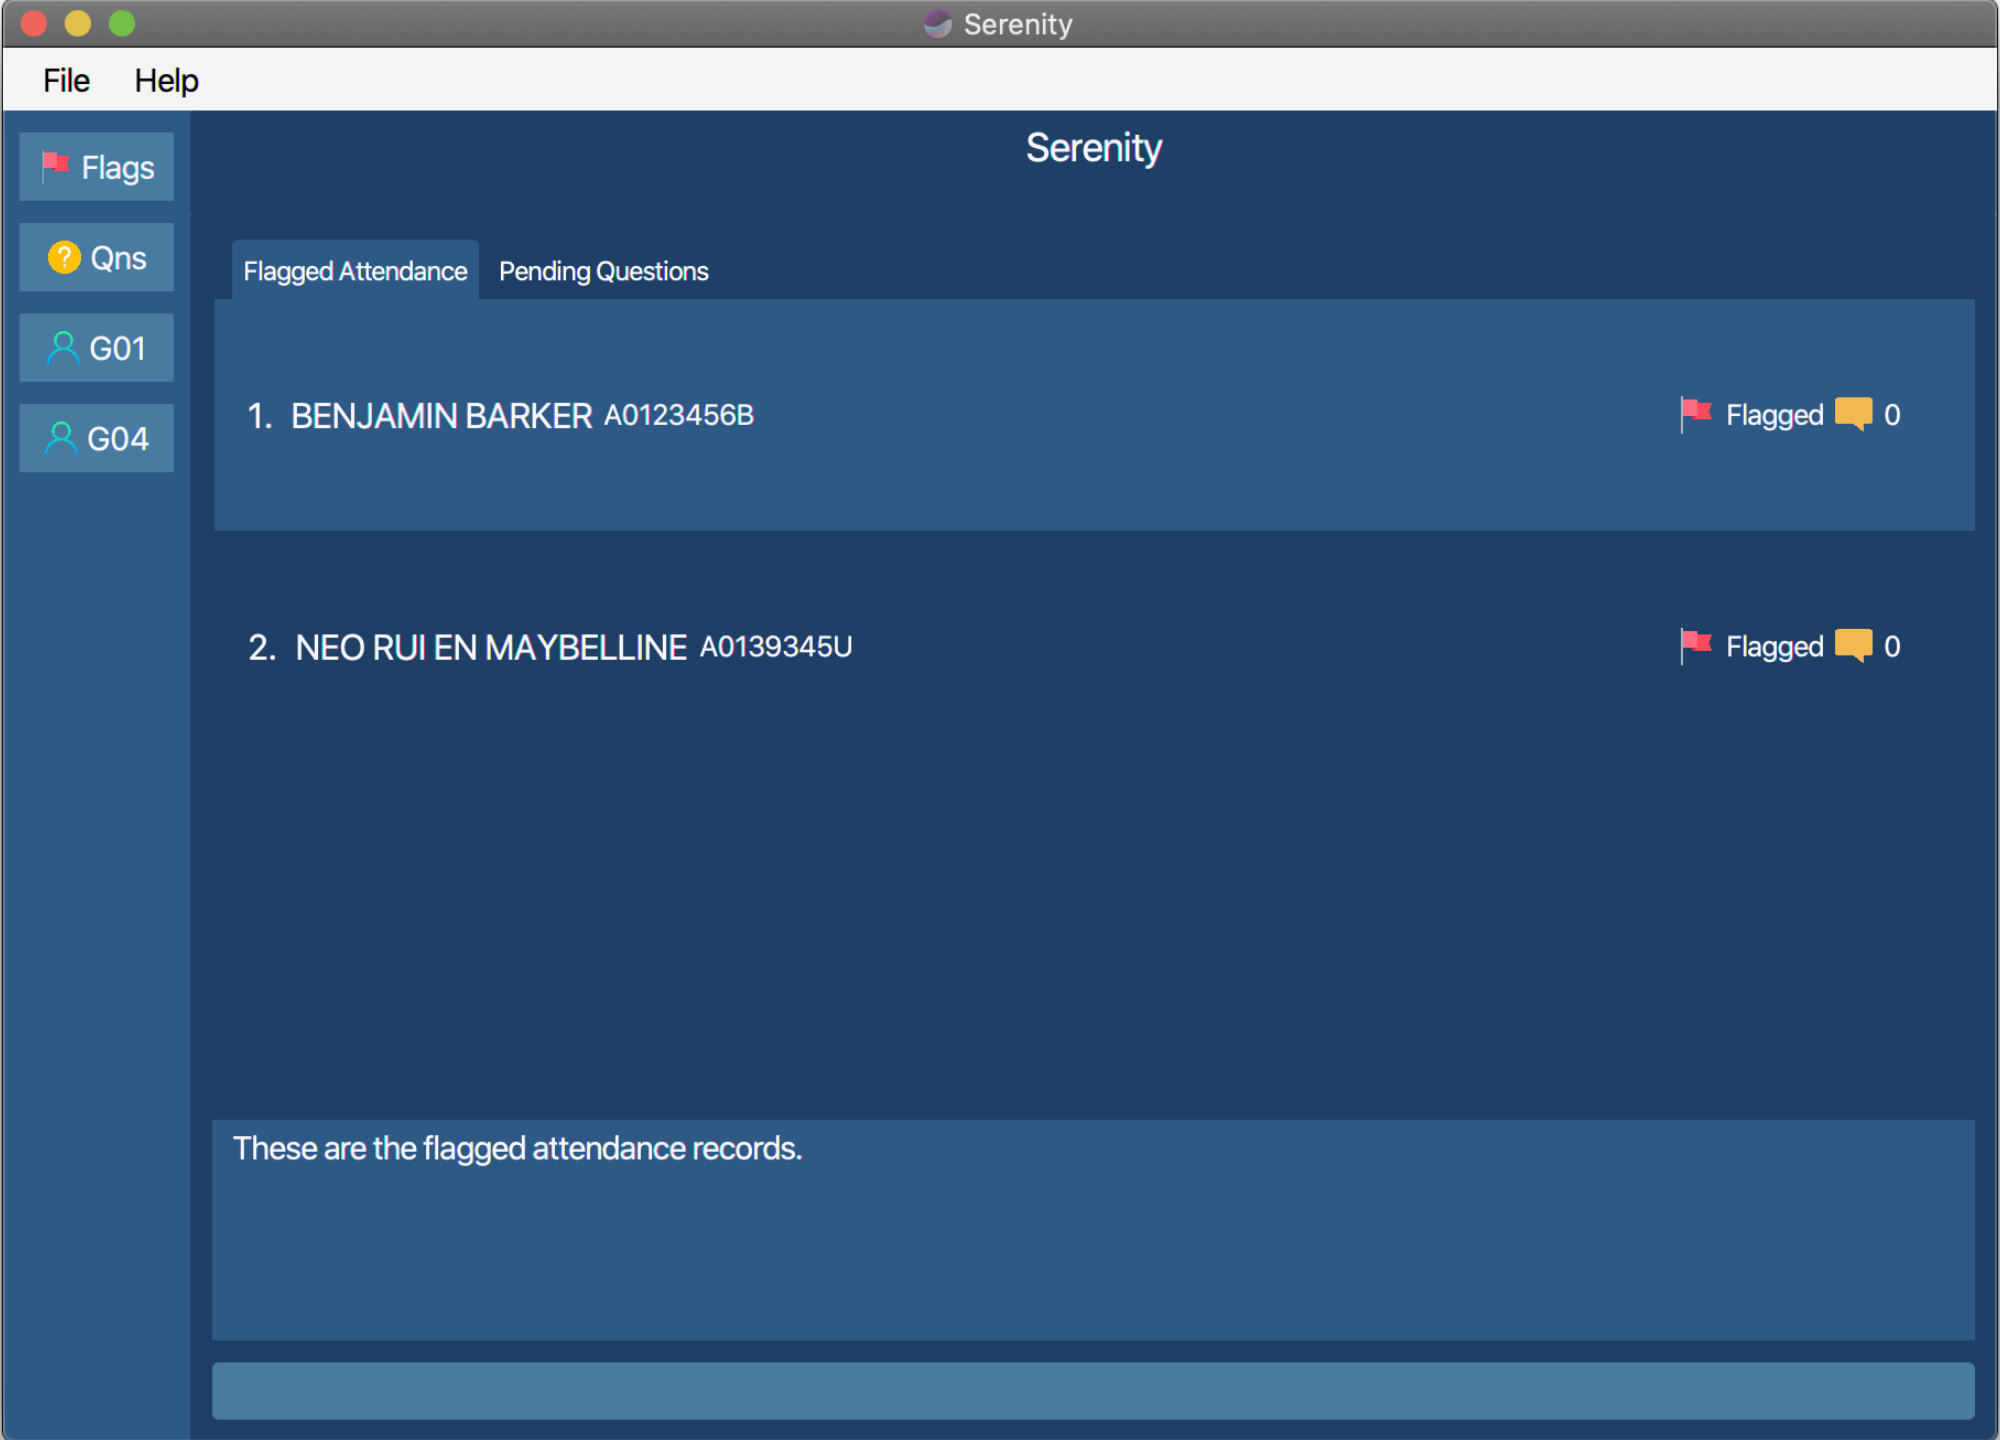 Serenity
File Help
Flags
Qns
G01
G04
Serenity
Flagged Attendance Pending Questions
1. BENJAMIN BARKER A0123456B Flagged 0
2. NEO RUI EN MAYBELLINE A0139345U Flagged 0
These are the flagged attendance records.